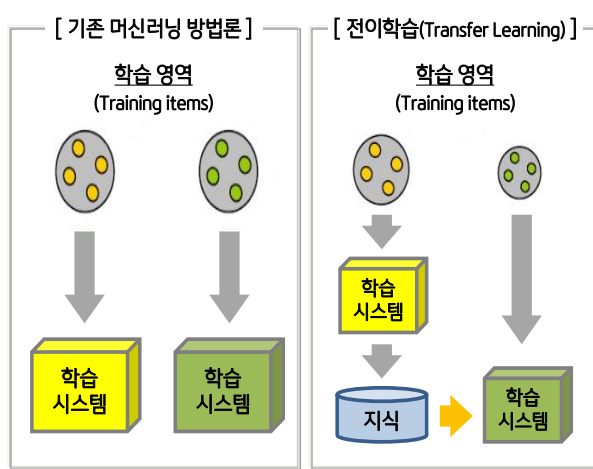 [ 기존 머신러닝 방법론 ]
학습 영역
(Training items)
학습
시스템
학습
시스템
[ 전이학습(Transfer Learning) ]
학습 영역
(Training items)
학습
시스템
지식
학습
시스템